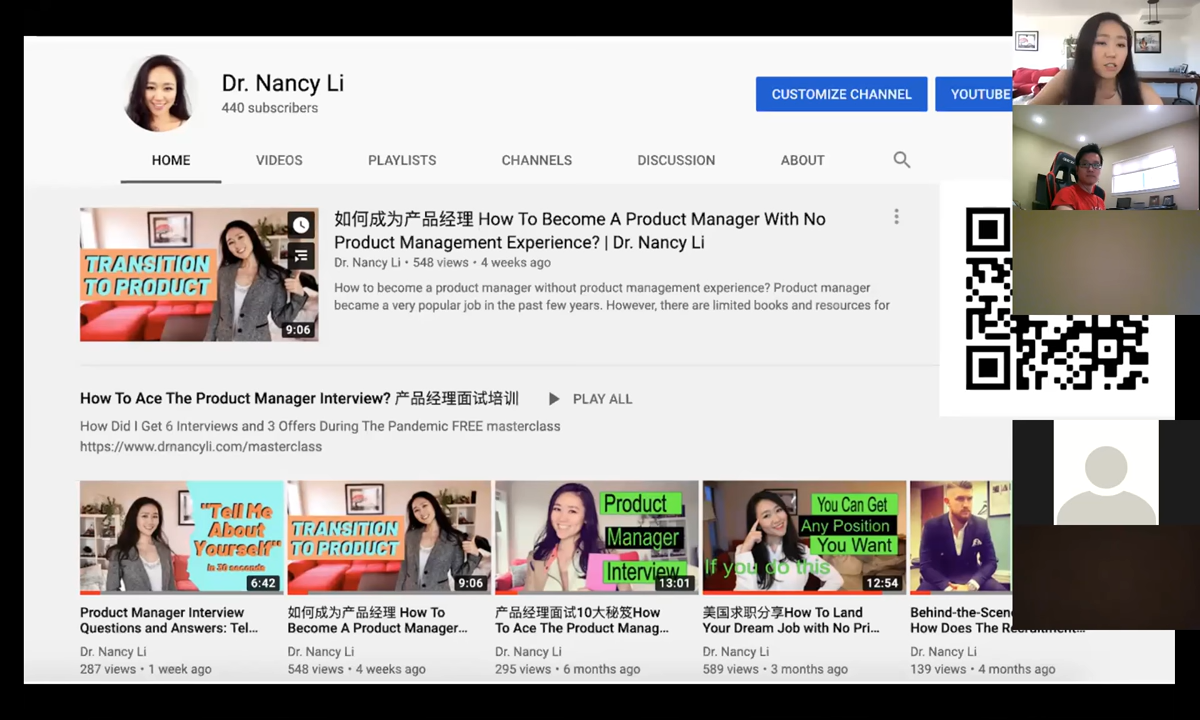 Dr. Nancy Li
440 subscribers
CUSTOMIZE CHANNEL
YOUTUBE
HOME
VIDEOS
PLAYLISTS
CHANNELS
DISCUSSION
ABOUT
TRANSITION
TO PRODUCT
9:06
如何成为产品经理 How To Become A Product Manager With No
Product Management Experience? | Dr. Nancy Li
Dr. Nancy Li • 548 views • 4 weeks ago
How to become a product manager without product management experience? Product manager
became a very popular job in the past few years. However, there are limited books and resources for
How To Ace The Product Manager Interview? 产品经理面试培训
PLAY ALL
How Did I Get 6 Interviews and 3 Offers During The Pandemic FREE masterclass
https://www.drnancyli.com/masterclass
"Tell Me
About
Yourself"
in 30 seconds
6:42
Product Manager Interview
Questions and Answers: Tel...
Dr. Nancy Li
287 views • 1 week ago
TRANSITION
TO PRODUCT
9:06
如何成为产品经理 How To
Become A Product Manager...
Dr. Nancy Li
548 views • 4 weeks ago
Product
Manager
Interview
13:01
产品经理面试10大秘笈How
To Ace The Product Manag...
Dr. Nancy Li
295 views • 6 months ago
You Can Get
Any Position
You Want
If you do this
12:54
美国求职分享How To Land
Your Dream Job with No Pri...
Dr. Nancy Li
589 views • 3 months ago
Behind-the-Scen
How Does The Recruitment...
Dr. Nancy Li
139 views • 4 months ago